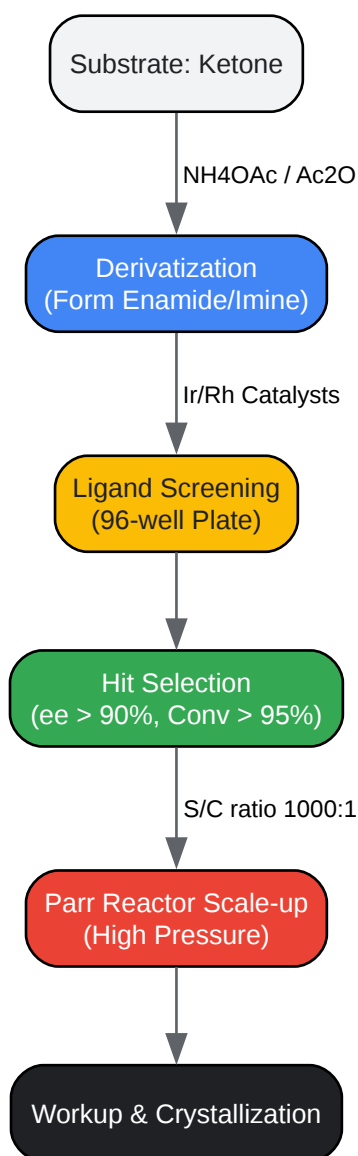 Substrate: Ketone
NH4OAc / Ac2O
Derivatization
(Form Enamide/Imine)
Ir/Rh Catalysts
Ligand Screening
(96-well Plate)
Hit Selection
(ee > 90%, Conv > 95%)
S/C ratio 1000:1
Parr Reactor Scale-up
(High Pressure)
Workup & Crystallization